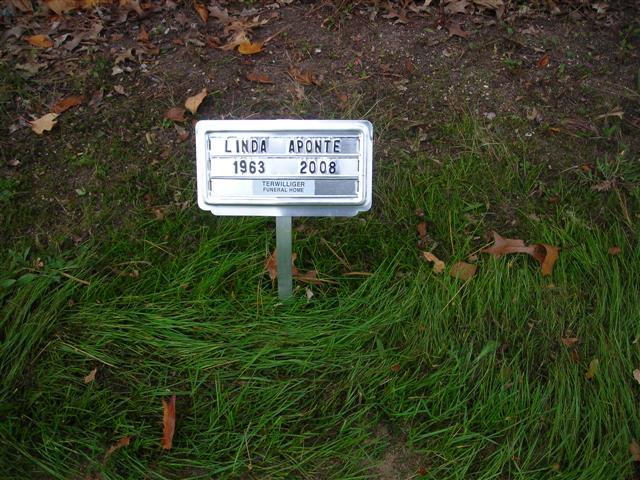 LINDA APONTE
1963 2008
TERWILLIGER
FUNERAL HOME